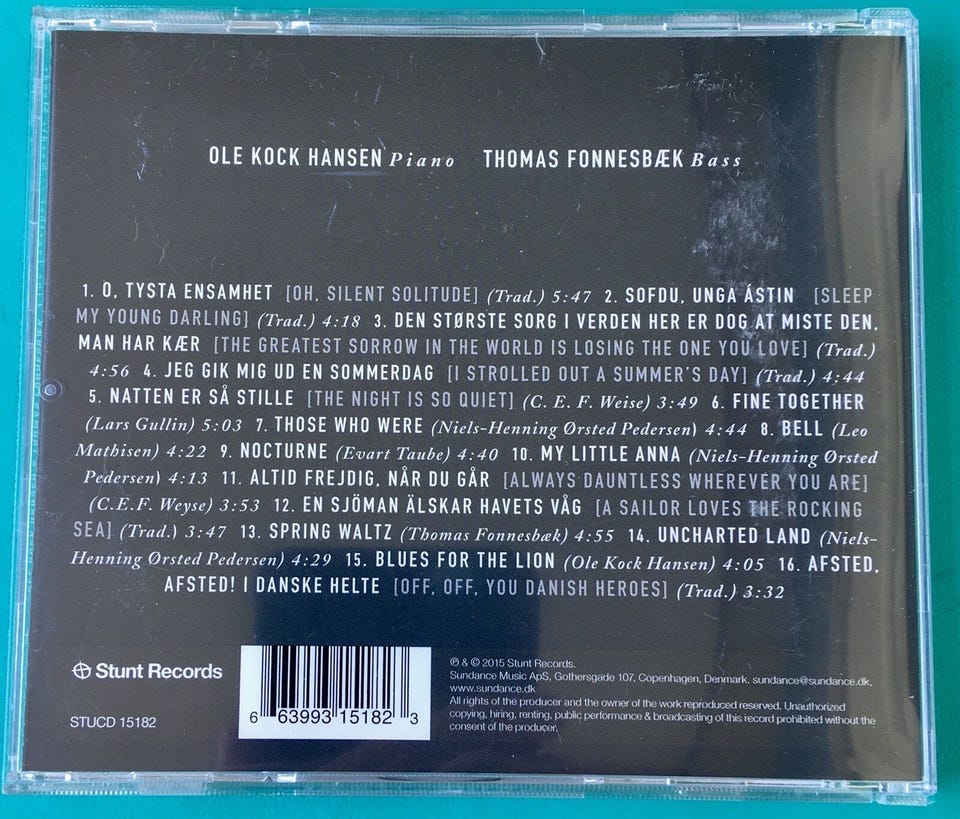 OLE KOCK HANSEN Piano THOMAS FONNESBÆK Bass
1. O, TYSTA ENSAMHET [OH, SILENT SOLITUDE] (Trad.) 5:47 2. SOFDU, UNGA ÁSTIN [SLEEP
MY YOUNG DARLING] (Trad.) 4:18 3. DEN STØRSTE SORG I VERDEN HER ER DOG AT MISTE DEN,
MAN HAR KÆR [THE GREATEST SORROW IN THE WORLD IS LOSING THE ONE YOU LOVE] (Trad.)
4:56 4. JEG GIK MIG UD EN SOMMERDAG [I STROLLED OUT A SUMMER'S DAY] (Trad.) 4:44
5. NATTEN ER SÅ STILLE [THE NIGHT IS SO QUIET] (C. E. F. Weise) 3:49 6. FINE TOGETHER
(Lars Gullin) 5:03 7. THOSE WHO WERE (Niels-Henning Ørsted Pedersen) 4:44 8. BELL (Leo
Mathisen) 4:22 9. NOCTURNE (Evart Taube) 4:40 10. MY LITTLE ANNA (Niels-Henning Ørsted
Pedersen) 4:13 11. ALTID FREJDIG, NÅR DU GÅR [ALWAYS DAUNTLESS WHEREVER YOU ARE]
(C.E.F. Weyse) 3:53 12. EN SJÖMAN ÄLSKAR HAVETS VÅG [A SAILOR LOVES THE ROCKING
SEA] (Trad.) 3:47 13. SPRING WALTZ (Thomas Fonnesbæk) 4:55 14. UNCHARTED LAND (Niels-
Henning Ørsted Pedersen) 4:29 15. BLUES FOR THE LION (Ole Kock Hansen) 4:05 16. AFSTED,
AFSTED! I DANSKE HELTE [OFF, OFF, YOU DANISH HEROES] (Trad.) 3:32
Stunt Records
STUCD 15182
6 63993 15182 3
℗ & © 2015 Stunt Records.
Sundance Music ApS, Gothersgade 107, Copenhagen, Denmark. sundance@sundance.dk,
www.sundance.dk
All rights of the producer and the owner of the work reproduced reserved. Unauthorized
copying, hiring, renting, public performance & broadcasting of this record prohibited without the
consent of the producer.